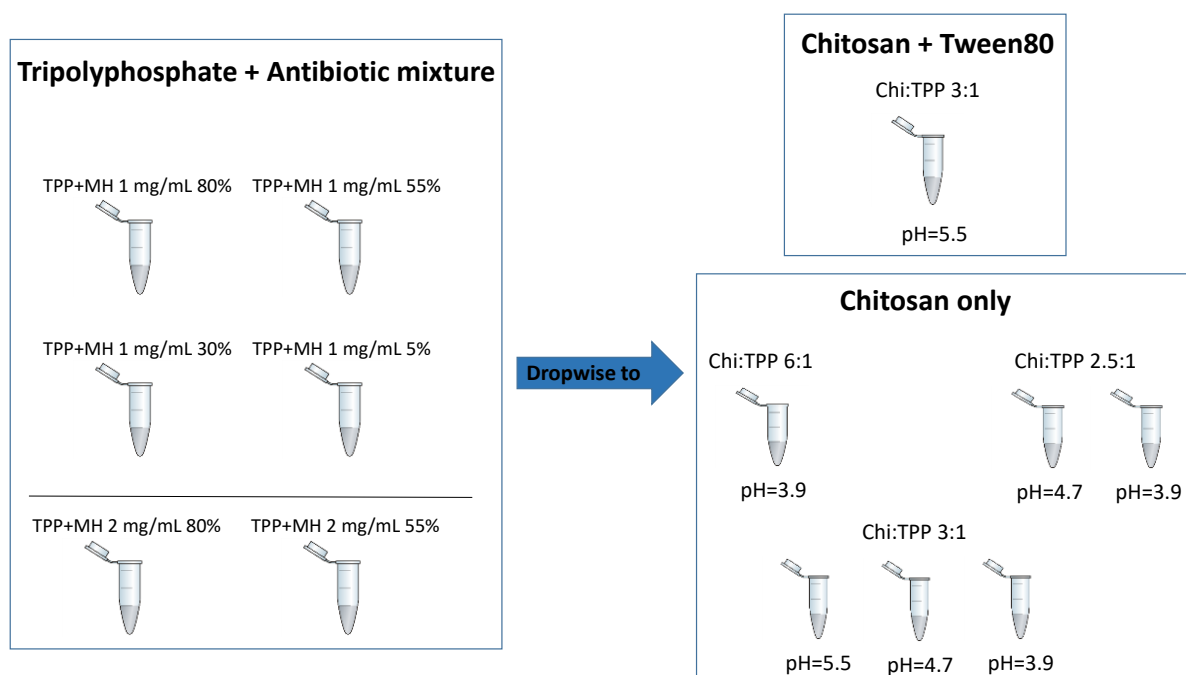 Tripolyphosphate + Antibiotic mixture
TPP+MH 1 mg/mL 80%
TPP+MH 1 mg/mL 55%
TPP+MH 1 mg/mL 30%
TPP+MH 1 mg/mL 5%
TPP+MH 2 mg/mL 80%
TPP+MH 2 mg/mL 55%
Dropwise to
Chitosan + Tween80
Chi:TPP 3:1
pH=5.5
Chitosan only
Chi:TPP 6:1
pH=3.9
Chi:TPP 2.5:1
pH=4.7
pH=3.9
Chi:TPP 3:1
pH=5.5
pH=4.7
pH=3.9